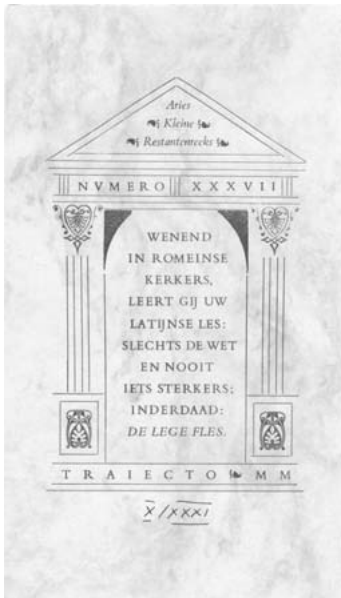 Aries
Kleine
Restantenreeks
NVMERO XXXVII
WENEND
IN ROMEINSE
KERKERS,
LEERT GIJ UW
LATIJNSE LES:
SLECHTS DE WET
EN NOOIT
IETS STERKERS;
INDERDAAD:
DE LEGE FLES.
TRAIECTO MM
X/XXXI